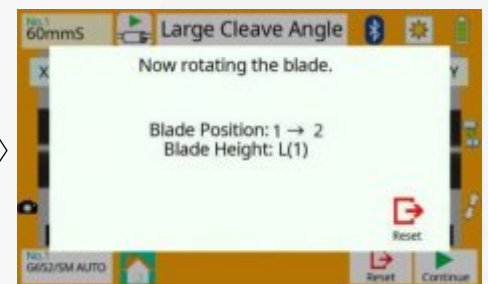 No.1
60mmS
Large Cleave Angle
X
Y
Now rotating the blade.
Blade Position: 1 → 2
Blade Height: L(1)
Reset
No.1
G652/SM AUTO
Reset
Continue